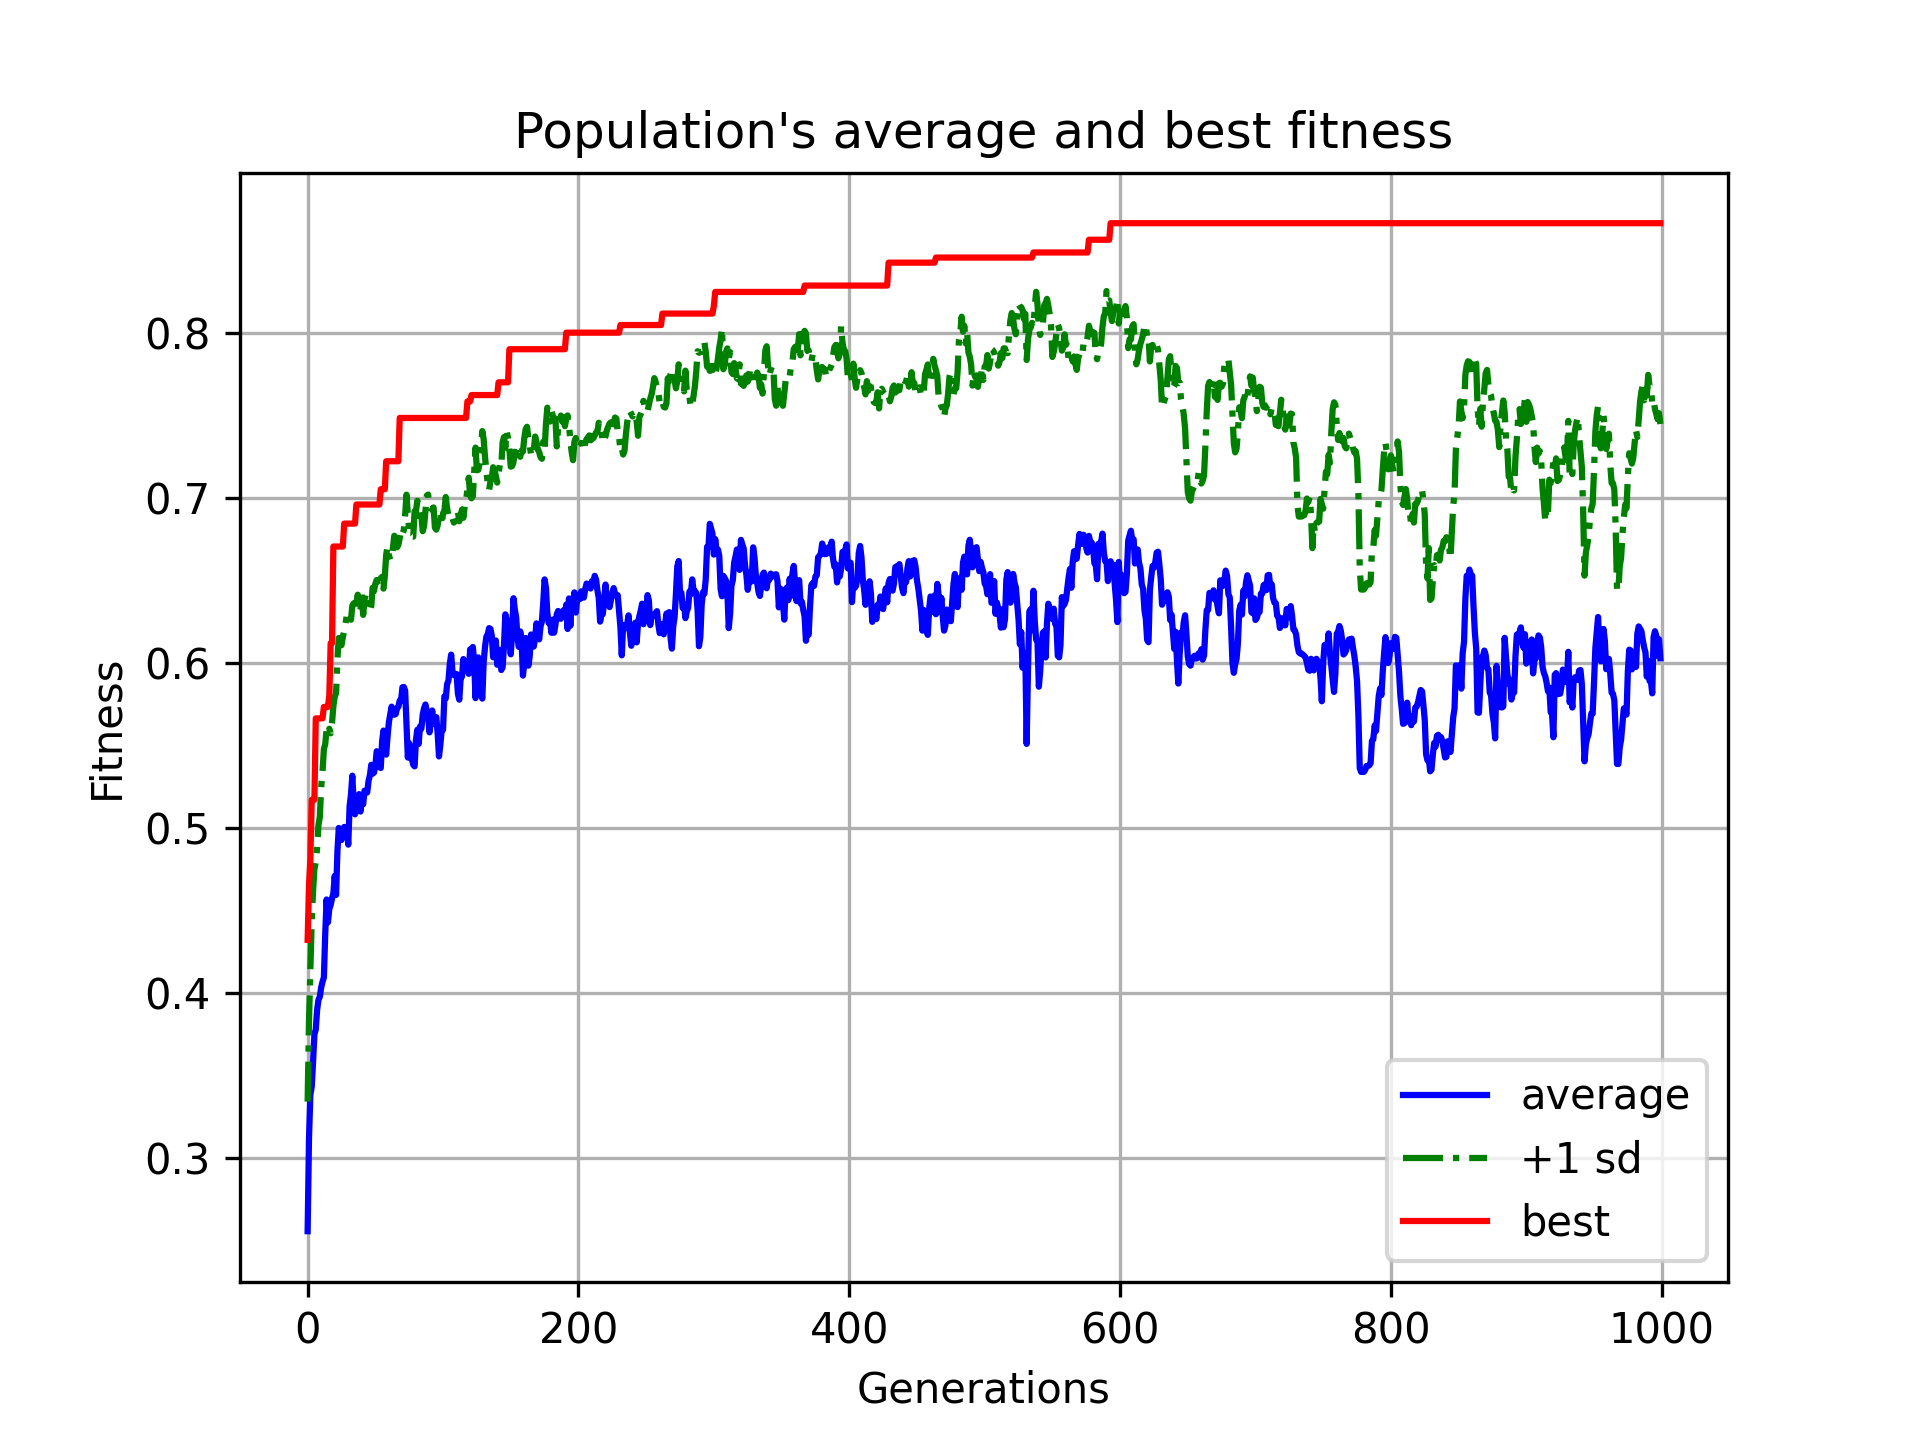 Population's average and best fitness
Fitness
0.8
0.7
0.6
0.5
0.4
0.3
0 200 400 600 800 1000
Generations
average
+1 sd
best